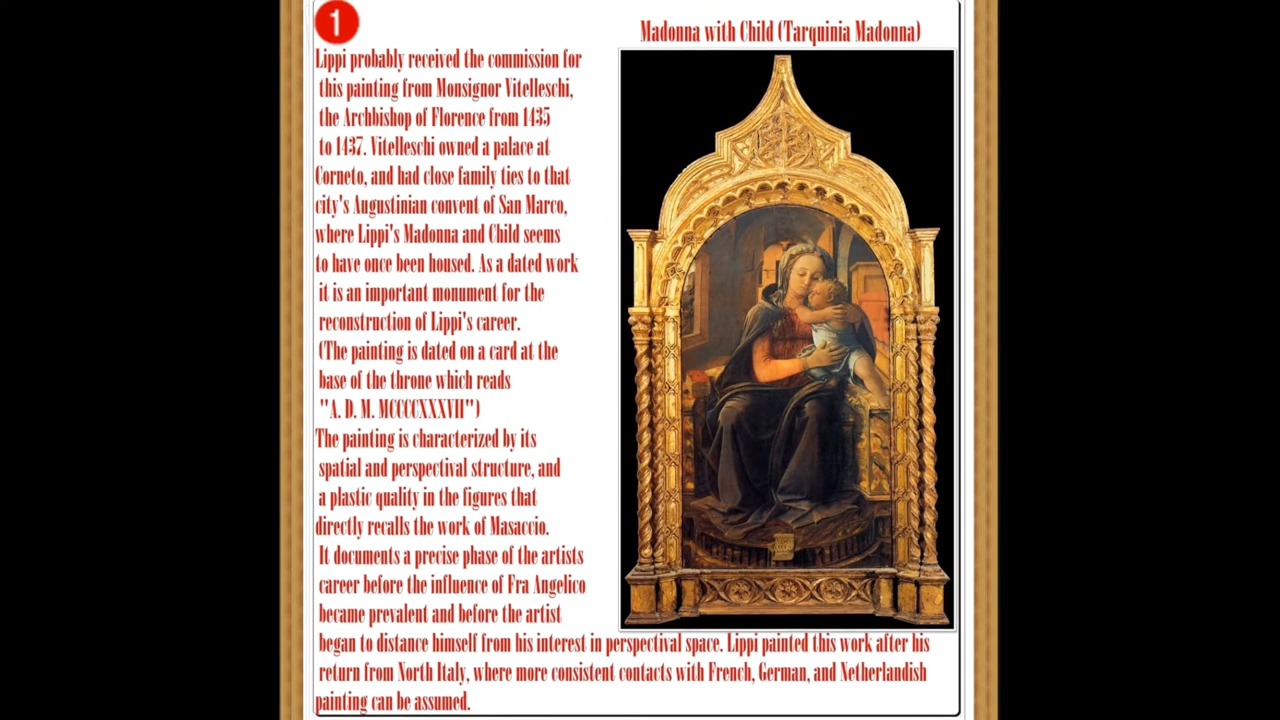 1
Madonna with Child (Tarquinia Madonna)
Lippi probably received the commission for
this painting from Monsignor Vitelleschi,
the Archbishop of Florence from 1435
to 1437. Vitelleschi owned a palace at
Corneto, and had close family ties to that
city's Augustinian convent of San Marco,
where Lippi's Madonna and Child seems
to have once been housed. As a dated work
it is an important monument for the
reconstruction of Lippi's career.
(The painting is dated on a card at the
base of the throne which reads
"A. D. M. MCCCCXXXVII")
The painting is characterized by its
spatial and perspectival structure, and
a plastic quality in the figures that
directly recalls the work of Masaccio.
It documents a precise phase of the artists
career before the influence of Fra Angelico
became prevalent and before the artist
began to distance himself from his interest in perspectival space. Lippi painted this work after his
return from North Italy, where more consistent contacts with French, German, and Netherlandish
painting can be assumed.